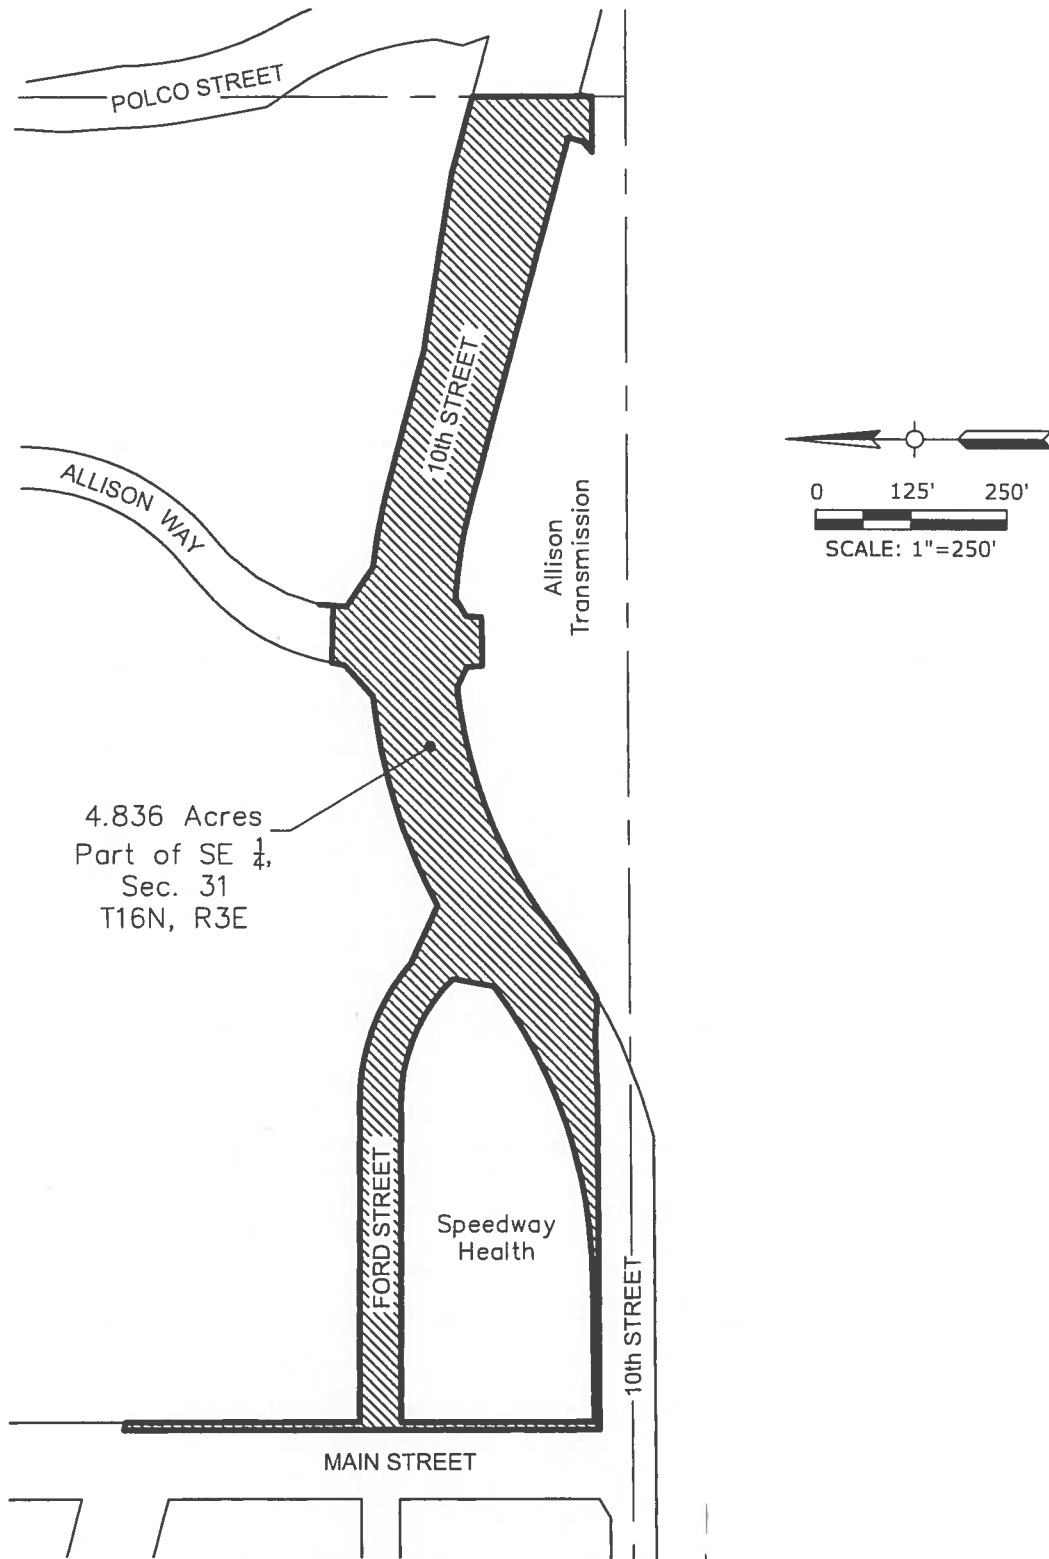 POLCO STREET
10th STREET
ALLISON WAY
Allison
Transmission
0 125' 250'
SCALE: 1"=250'
4.836 Acres
Part of SE 1/4,
Sec. 31
T16N, R3E
FORD STREET
Speedway
Health
10th STREET
MAIN STREET